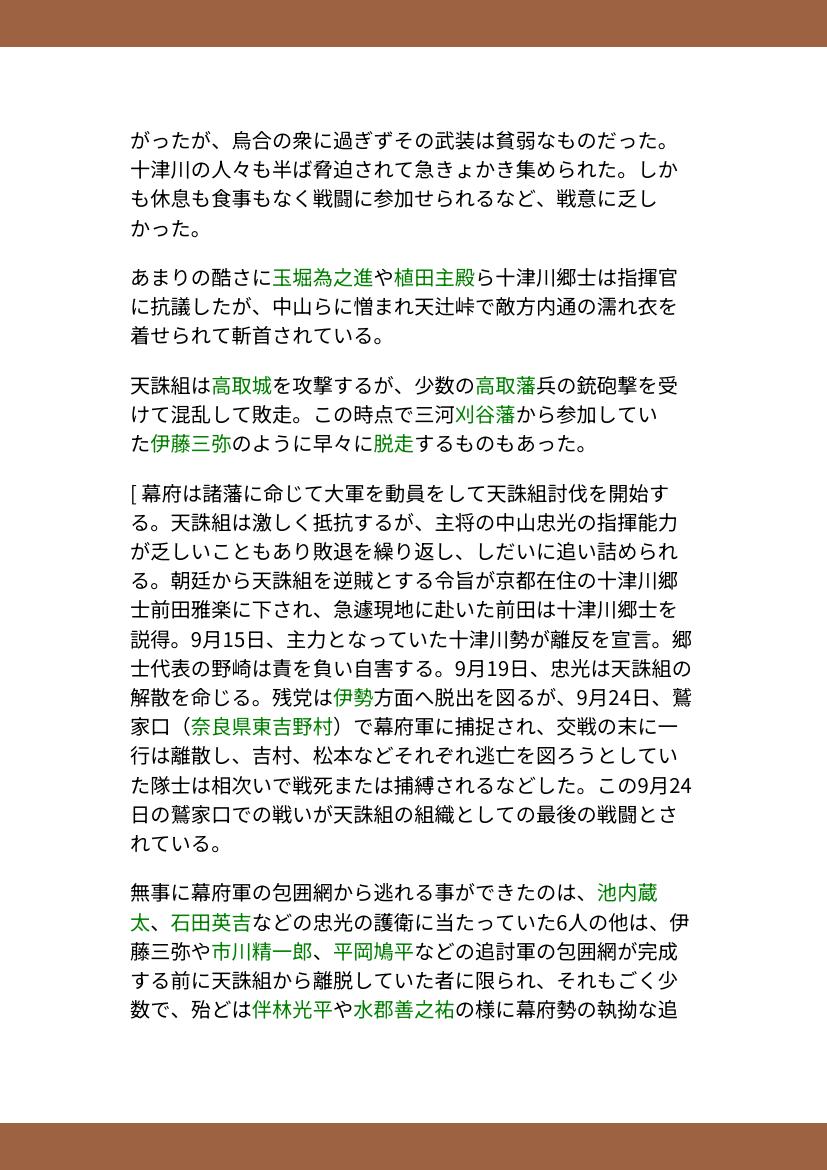 がったが、烏合の衆に過ぎずその武装は貧弱なものだった。
十津川の人々も半ば脅迫されて急きょかき集められた。しか
も休息も食事もなく戦闘に参加せられるなど、戦意に乏し
かった。
あまりの酷さに玉堀為之進や植田主殿ら十津川郷士は指揮官
に抗議したが、中山らに憎まれ天辻峠で敵方内通の濡れ衣を
着せられて斬首されている。
天誅組は高取城を攻撃するが、少数の高取藩兵の銃砲撃を受
けて混乱して敗走。この時点で三河刈谷藩から参加してい
た伊藤三弥のように早々に脱走するものもあった。
[ 幕府は諸藩に命じて大軍を動員をして天誅組討伐を開始す
る。天誅組は激しく抵抗するが、主将の中山忠光の指揮能力
が乏しいこともあり敗退を繰り返し、しだいに追い詰められ
る。朝廷から天誅組を逆賊とする令旨が京都在住の十津川郷
士前田雅楽に下され、急遽現地に赴いた前田は十津川郷士を
説得。9月15日、主力となっていた十津川勢が離反を宣言。郷
士代表の野崎は責を負い自害する。9月19日、忠光は天誅組の
解散を命じる。残党は伊勢方面へ脱出を図るが、9月24日、鷲
家口（奈良県東吉野村）で幕府軍に捕捉され、交戦の末に一
行は離散し、吉村、松本などそれぞれ逃亡を図ろうとしてい
た隊士は相次いで戦死または捕縛されるなどした。この9月24
日の鷲家口での戦いが天誅組の組織としての最後の戦闘とさ
れている。
無事に幕府軍の包囲網から逃れる事ができたのは、池内蔵
太、石田英吉などの忠光の護衛に当たっていた6人の他は、伊
藤三弥や市川精一郎、平岡鳩平などの追討軍の包囲網が完成
する前に天誅組から離脱していた者に限られ、それもごく少
数で、殆どは伴林光平や水郡善之祐の様に幕府勢の執拗な追